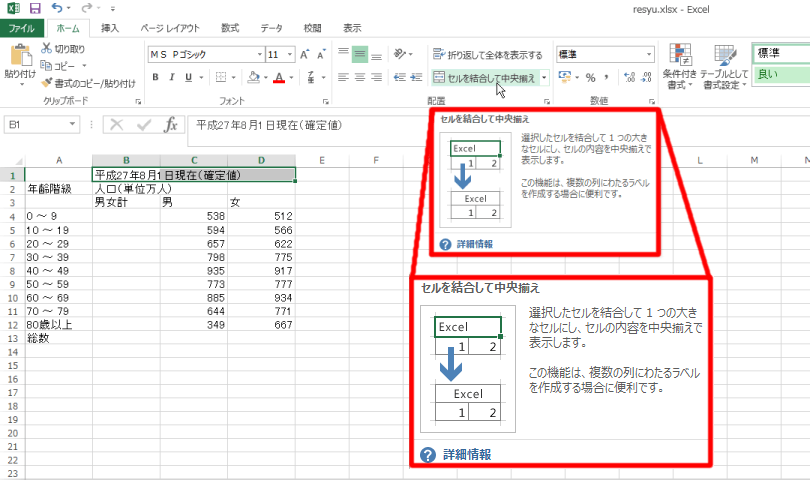 resyu.xlsx - Excel
ファイル ホーム 挿入 ページ レイアウト 数式 データ 校閲 表示
貼り付け
切り取り
コピー
書式のコピー/貼り付け
クリップボード
ＭＳ Ｐゴシック 11
B I U
フォント
折り返して全体を表示する
セルを結合して中央揃え
配置
標準
%
数値
条件付き
書式
テーブルとして
書式設定
標準
良い
B1 fx 平成27年8月1日現在(確定値)
A B C D E F L M
1 平成27年8月1日現在(確定値)
2 年齢階級 人口(単位万人)
3 男女計 男 女
4 0 ～ 9 538 512
5 10 ～ 19 594 566
6 20 ～ 29 657 622
7 30 ～ 39 798 775
8 40 ～ 49 935 917
9 50 ～ 59 773 777
10 60 ～ 69 885 934
11 70 ～ 79 644 771
12 80歳以上 349 667
13 総数
14
15
16
17
18
19
20
21
22
23
セルを結合して中央揃え
Excel
1 2
Excel
1 2
選択したセルを結合して 1 つの大き
なセルにし、セルの内容を中央揃えで
表示します。
この機能は、複数の列にわたるラベル
を作成する場合に便利です。
? 詳細情報
セルを結合して中央揃え
Excel
1 2
Excel
1 2
選択したセルを結合して 1 つの大き
なセルにし、セルの内容を中央揃えで
表示します。
この機能は、複数の列にわたるラベル
を作成する場合に便利です。
? 詳細情報